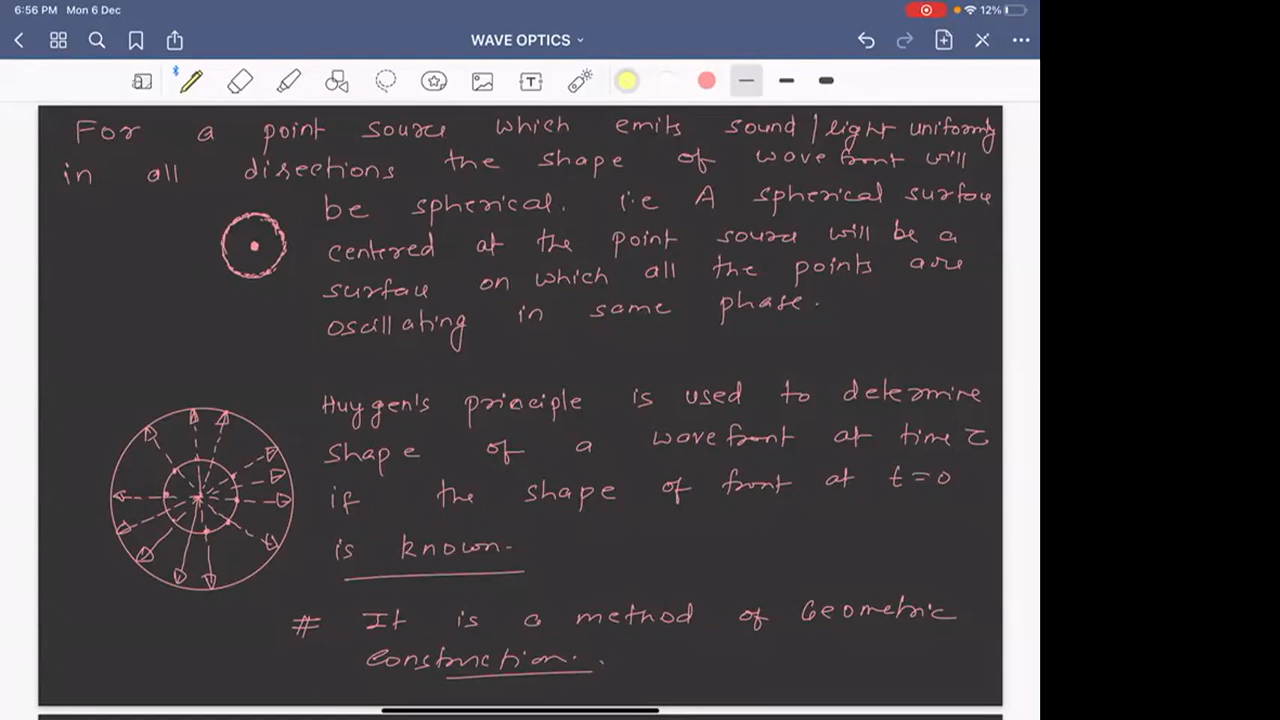 6:56 PM Mon 6 Dec
12%
WAVE OPTICS
For a point source which emits sound / light uniformly
in all directions the shape of wavefront will
be spherical. i.e A spherical surface
centered at the point source will be a
surface on which all the points are
oscillating in same phase.
Huygen's principle is used to determine
shape of a wavefront at time τ
if the shape of front at t=0
is known.
# It is a method of Geometric
construction.